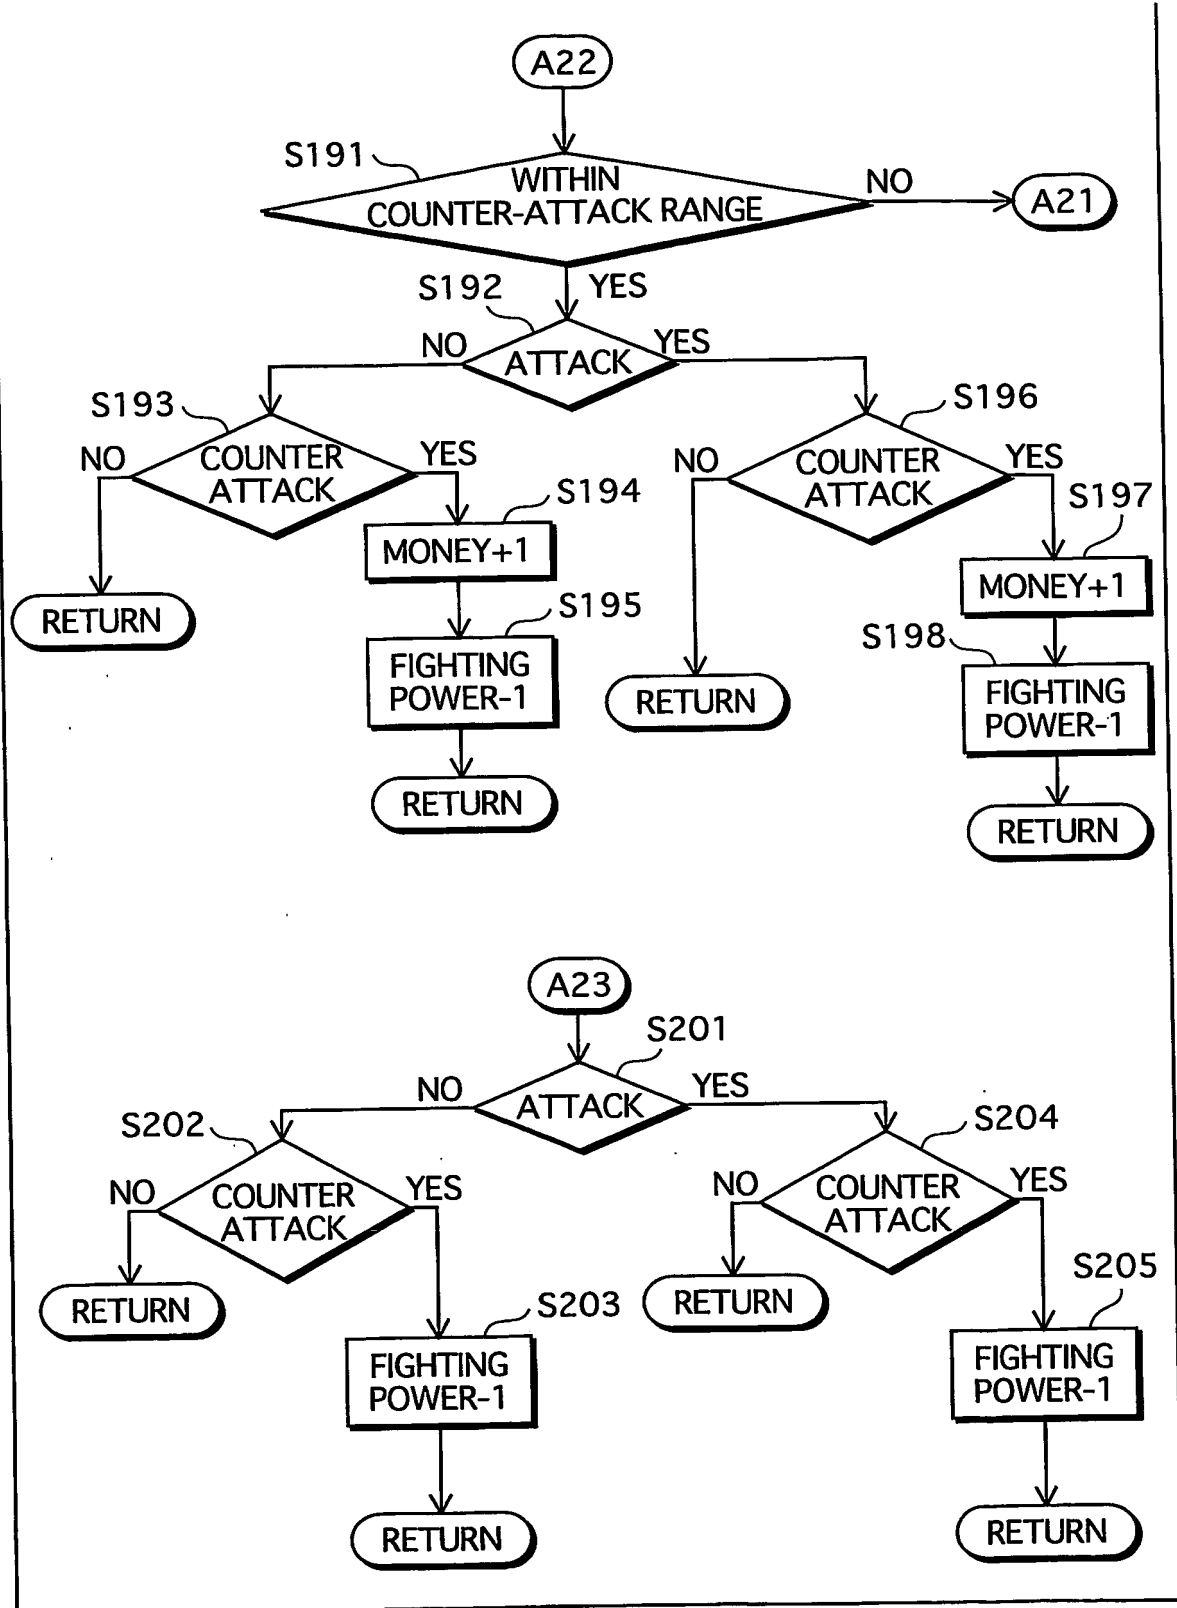 A22
S191
WITHIN
COUNTER-ATTACK RANGE
NO
A21
YES
S192
NO
ATTACK
YES
S193
NO
COUNTER
ATTACK
YES
S196
NO
COUNTER
ATTACK
YES
S194
MONEY+1
S197
MONEY+1
RETURN
S195
FIGHTING
POWER-1
S198
FIGHTING
POWER-1
RETURN
RETURN
RETURN
A23
S201
NO
ATTACK
YES
S202
NO
COUNTER
ATTACK
YES
S204
NO
COUNTER
ATTACK
YES
RETURN
S203
FIGHTING
POWER-1
RETURN
S205
FIGHTING
POWER-1
RETURN
RETURN